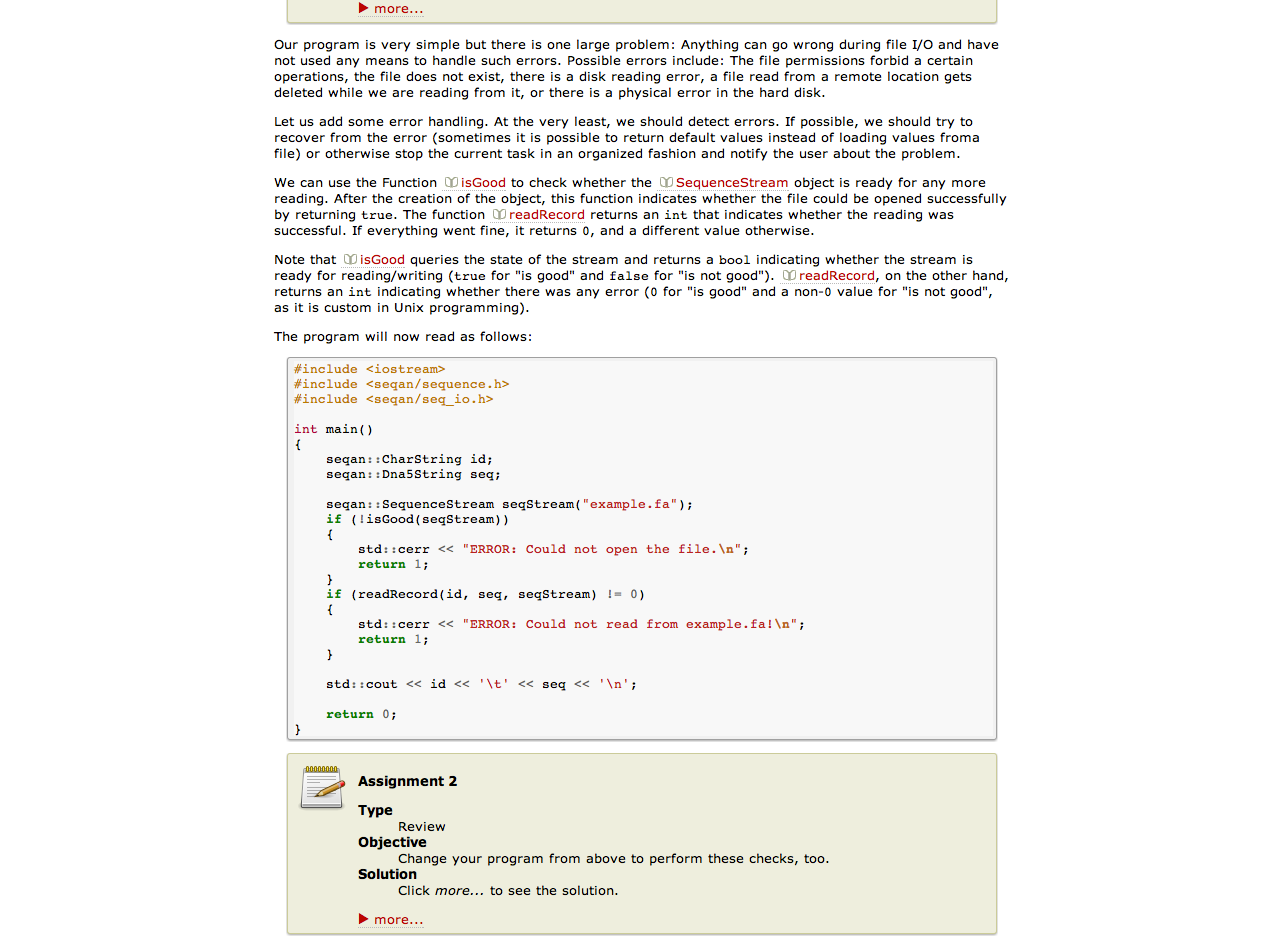 ▶ more...
Our program is very simple but there is one large problem: Anything can go wrong during file I/O and have
not used any means to handle such errors. Possible errors include: The file permissions forbid a certain
operations, the file does not exist, there is a disk reading error, a file read from a remote location gets
deleted while we are reading from it, or there is a physical error in the hard disk.
Let us add some error handling. At the very least, we should detect errors. If possible, we should try to
recover from the error (sometimes it is possible to return default values instead of loading values froma
file) or otherwise stop the current task in an organized fashion and notify the user about the problem.
We can use the Function isGood to check whether the SequenceStream object is ready for any more
reading. After the creation of the object, this function indicates whether the file could be opened successfully
by returning true. The function readRecord returns an int that indicates whether the reading was
successful. If everything went fine, it returns 0, and a different value otherwise.
Note that isGood queries the state of the stream and returns a bool indicating whether the stream is
ready for reading/writing (true for "is good" and false for "is not good"). readRecord, on the other hand,
returns an int indicating whether there was any error (0 for "is good" and a non-0 value for "is not good",
as it is custom in Unix programming).
The program will now read as follows:
#include <iostream>
#include <seqan/sequence.h>
#include <seqan/seq_io.h>
int main()
{
    seqan::CharString id;
    seqan::Dna5String seq;
    seqan::SequenceStream seqStream("example.fa");
    if (!isGood(seqStream))
    {
        std::cerr << "ERROR: Could not open the file.\n";
        return 1;
    }
    if (readRecord(id, seq, seqStream) != 0)
    {
        std::cerr << "ERROR: Could not read from example.fa!\n";
        return 1;
    }
    std::cout << id << '\t' << seq << '\n';
    return 0;
}
Assignment 2
Type
Review
Objective
Change your program from above to perform these checks, too.
Solution
Click more... to see the solution.
▶ more...